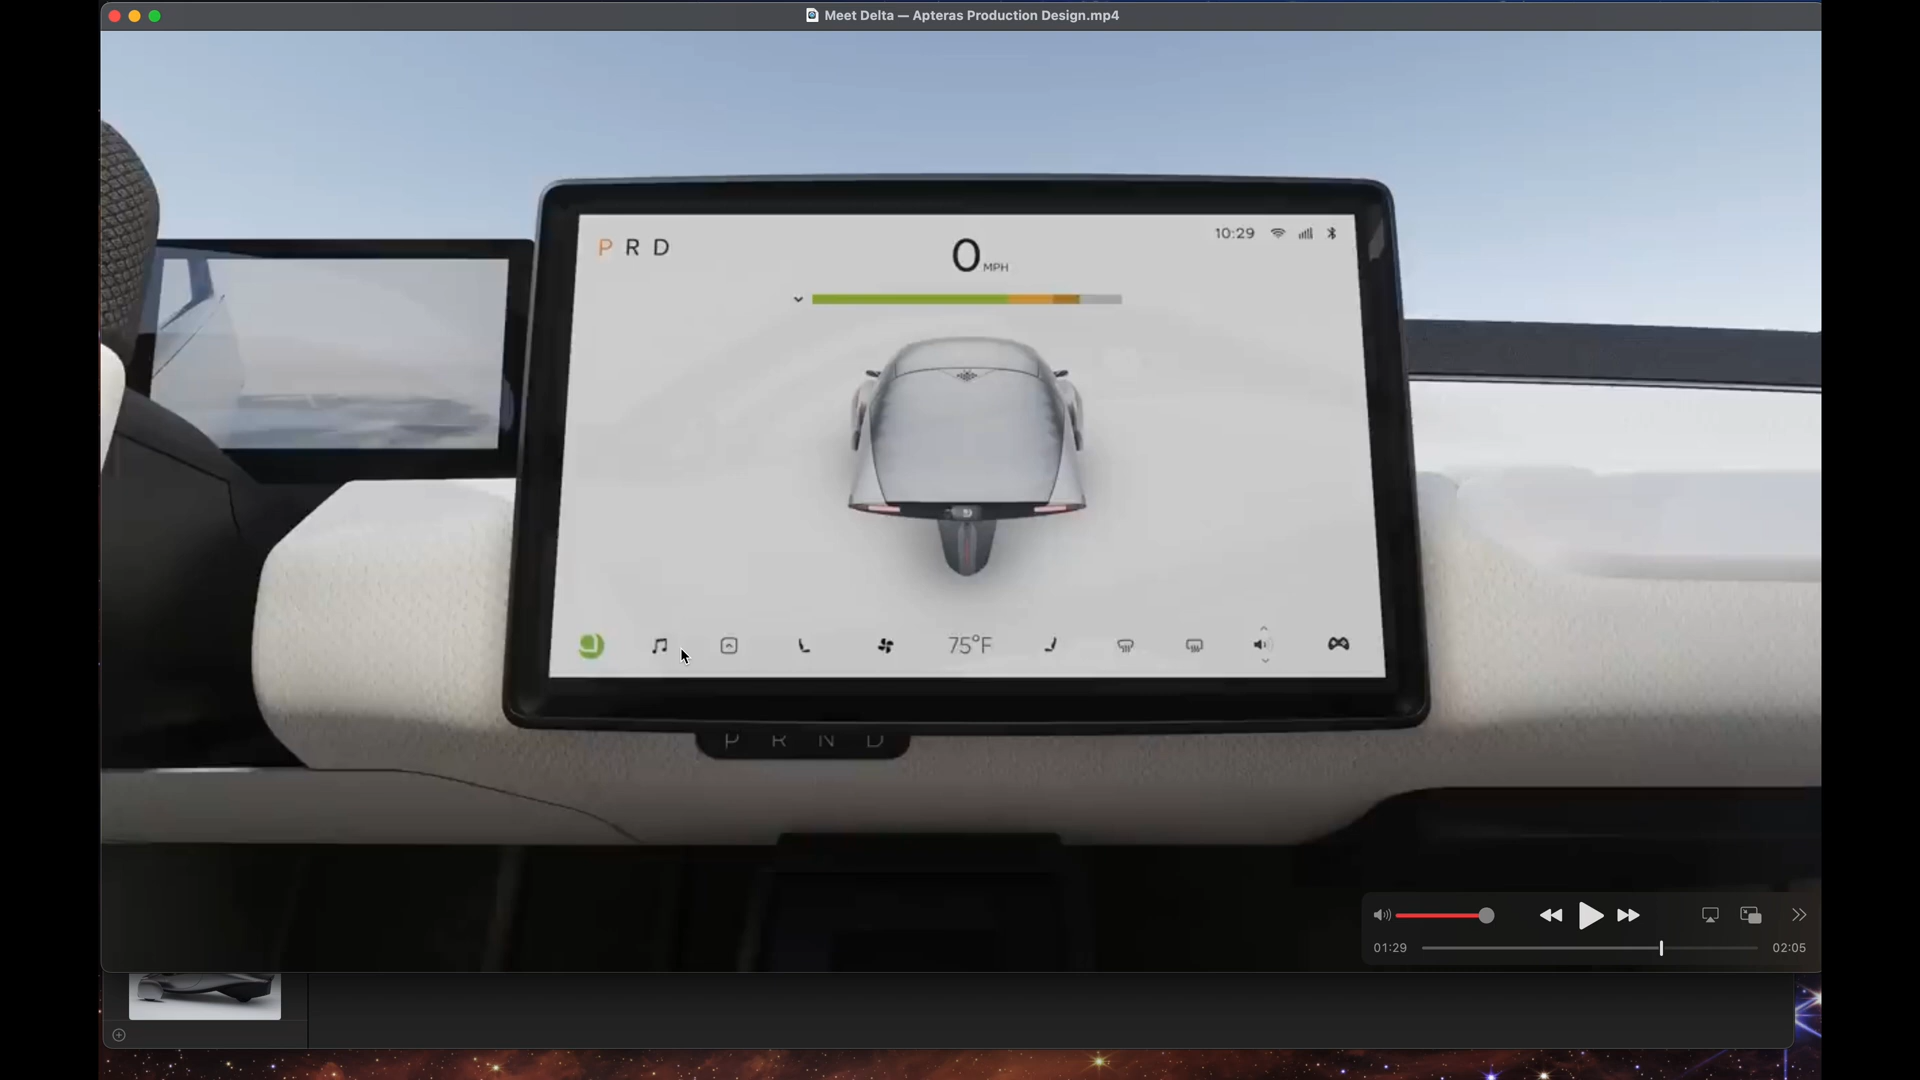 Meet Delta — Apteras Production Design.mp4
P R D
0 MPH
10:29
75°F
P R N D
01:29
02:05